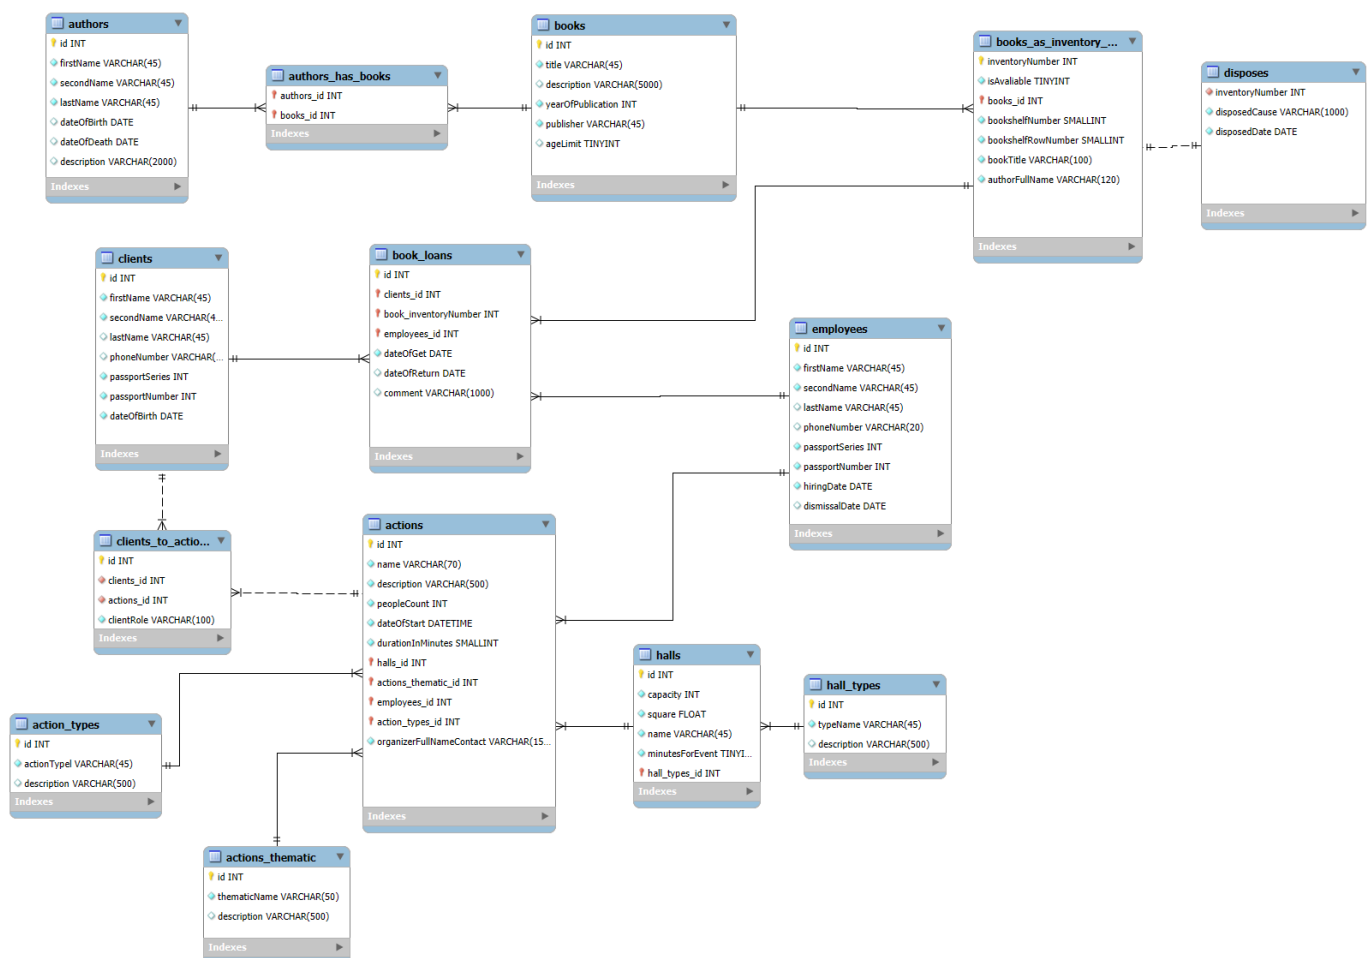 authors
id INT
firstName VARCHAR(45)
secondName VARCHAR(45)
lastName VARCHAR(45)
dateOfBirth DATE
dateOfDeath DATE
description VARCHAR(2000)
Indexes
authors_has_books
authors_id INT
books_id INT
Indexes
books
id INT
title VARCHAR(45)
description VARCHAR(5000)
yearOfPublication INT
publisher VARCHAR(45)
ageLimit TINYINT
Indexes
books_as_inventory_...
inventoryNumber INT
isAvaliable TINYINT
books_id INT
bookshelfNumber SMALLINT
bookshelfRowNumber SMALLINT
bookTitle VARCHAR(100)
authorFullName VARCHAR(120)
Indexes
disposes
inventoryNumber INT
disposedCause VARCHAR(1000)
disposedDate DATE
Indexes
clients
id INT
firstName VARCHAR(45)
secondName VARCHAR(4...
lastName VARCHAR(45)
phoneNumber VARCHAR(...
passportSeries INT
passportNumber INT
dateOfBirth DATE
Indexes
book_loans
id INT
clients_id INT
book_inventoryNumber INT
employees_id INT
dateOfGet DATE
dateOfReturn DATE
comment VARCHAR(1000)
Indexes
employees
id INT
firstName VARCHAR(45)
secondName VARCHAR(45)
lastName VARCHAR(45)
phoneNumber VARCHAR(20)
passportSeries INT
passportNumber INT
hiringDate DATE
dismissalDate DATE
Indexes
clients_to_actio...
id INT
clients_id INT
actions_id INT
clientRole VARCHAR(100)
Indexes
actions
id INT
name VARCHAR(70)
description VARCHAR(500)
peopleCount INT
dateOfStart DATETIME
durationInMinutes SMALLINT
halls_id INT
actions_thematic_id INT
employees_id INT
action_types_id INT
organizerFullNameContact VARCHAR(15...
Indexes
halls
id INT
capacity INT
square FLOAT
name VARCHAR(45)
minutesForEvent TINYI...
hall_types_id INT
Indexes
hall_types
id INT
typeName VARCHAR(45)
description VARCHAR(500)
Indexes
action_types
id INT
actionTypel VARCHAR(45)
description VARCHAR(500)
Indexes
actions_thematic
id INT
thematicName VARCHAR(50)
description VARCHAR(500)
Indexes